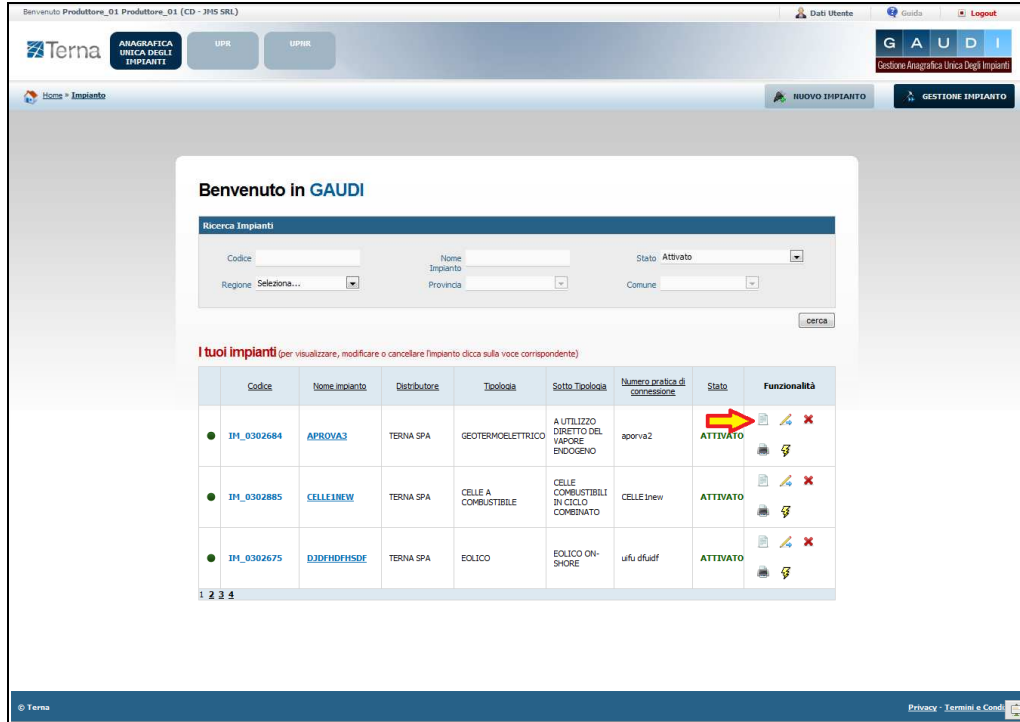 Benvenuto Produttore_01 Produttore_01 (CD - JMS SRL)
Dati Utente
Guida
Logout
Terna
ANAGRAFICA UNICA DEGLI IMPIANTI
UPR
UPNR
GAUDI
Gestione Anagrafica Unica Degli Impianti
Home » Impianto
NUOVO IMPIANTO
GESTIONE IMPIANTO
Benvenuto in GAUDI
Ricerca Impianti
Codice
Nome Impianto
Stato Attivato
Regione Seleziona...
Provincia
Comune
cerca
I tuoi impianti (per visualizzare, modificare o cancellare l'impianto clicca sulla voce corrispondente)
Codice Nome impianto Distributore Tipologia Sotto Tipologia Numero pratica di connessione Stato Funzionalità
IM_0302684 APROVA3 TERNA SPA GEOTERMOELETTRICO A UTILIZZO DIRETTO DEL VAPORE ENDOGENO aporva2 ATTIVATO
IM_0302885 CELLE1NEW TERNA SPA CELLE A COMBUSTIBILE CELLE COMBUSTIBILI IN CICLO COMBINATO CELLE1new ATTIVATO
IM_0302675 DJDFHDFHSDF TERNA SPA EOLICO EOLICO ON-SHORE uifu dfuidf ATTIVATO
1 2 3 4
© Terna
Privacy - Termini e Condi